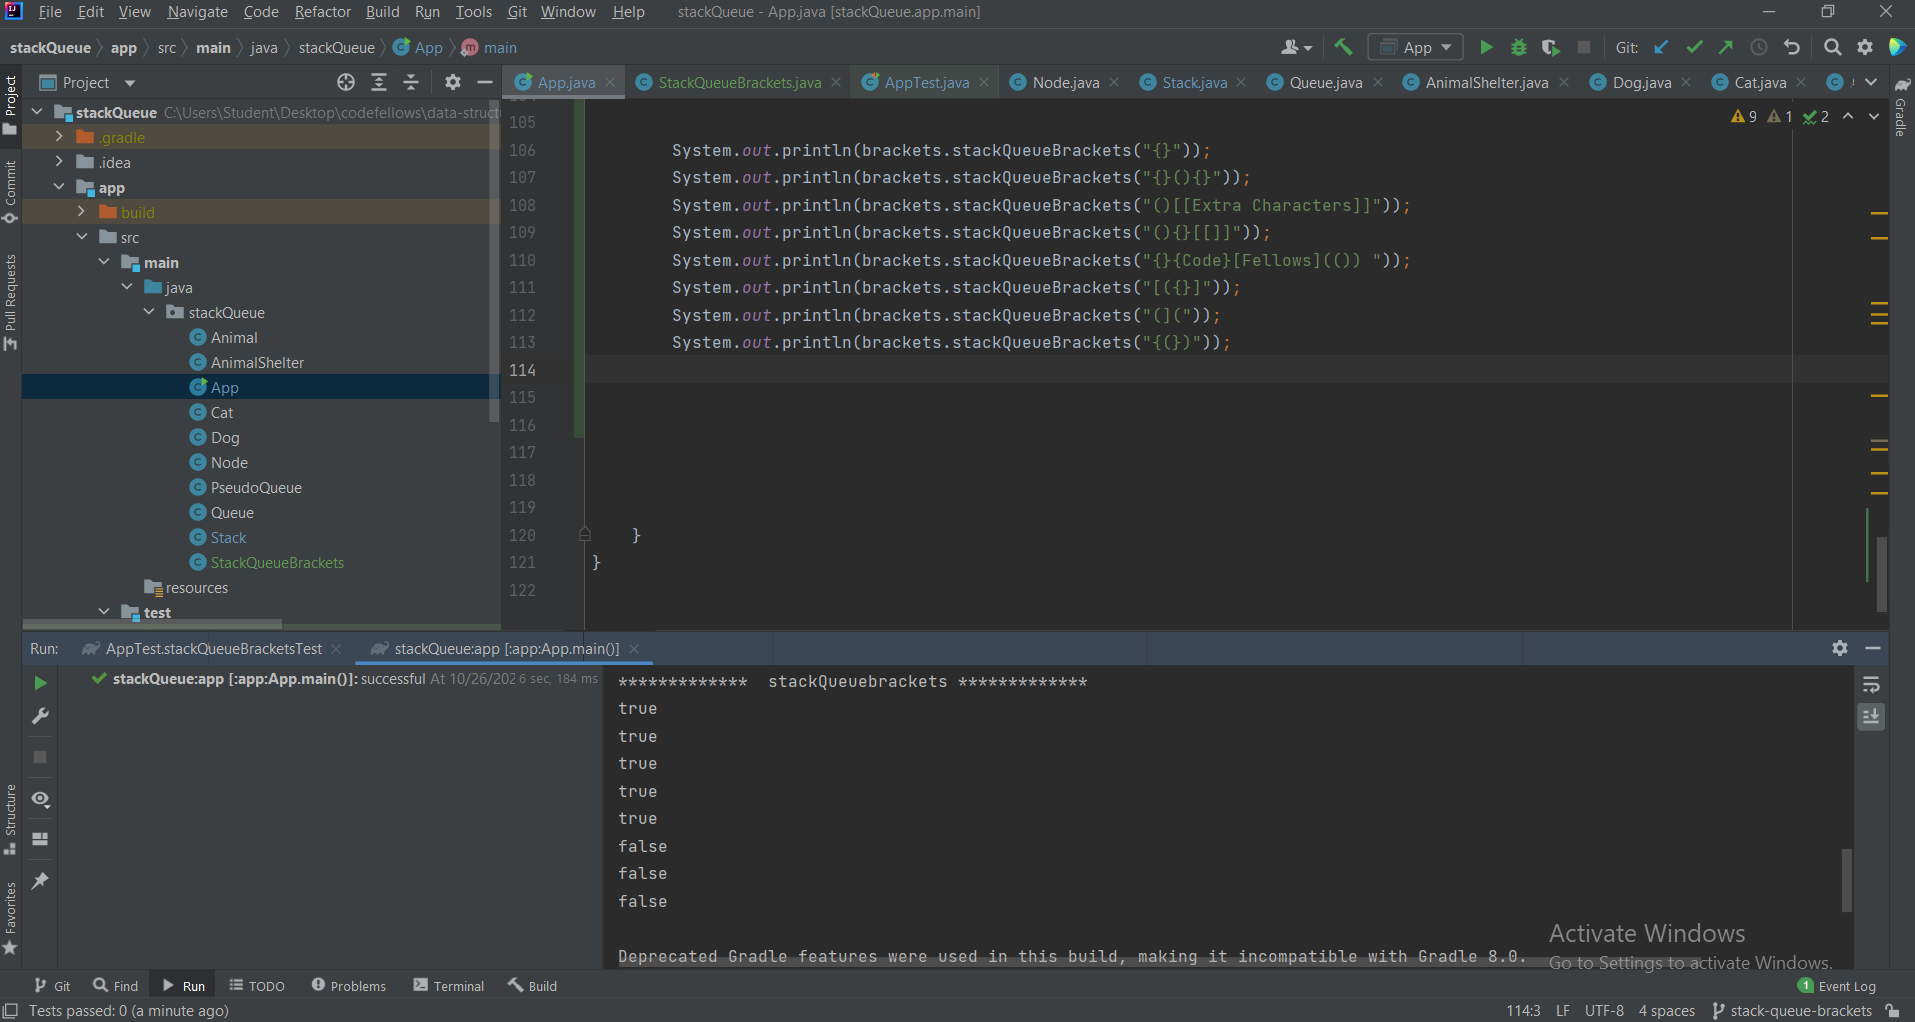 File Edit View Navigate Code Refactor Build Run Tools Git Window Help stackQueue - App.java [stackQueue.app.main]
stackQueue app src main java stackQueue App main
App Git:
Project
App.java StackQueueBrackets.java AppTest.java Node.java Stack.java Queue.java AnimalShelter.java Dog.java Cat.java
Project
Commit
Pull Requests
Structure
Favorites
Gradle
stackQueue C:\Users\Student\Desktop\codefellows\data-struct
.gradle
.idea
app
build
src
main
java
stackQueue
Animal
AnimalShelter
App
Cat
Dog
Node
PseudoQueue
Queue
Stack
StackQueueBrackets
resources
test
9 1 2
105
106 System.out.println(brackets.stackQueueBrackets("{}"));
107 System.out.println(brackets.stackQueueBrackets("{}(){}"));
108 System.out.println(brackets.stackQueueBrackets("()[[Extra Characters]]"));
109 System.out.println(brackets.stackQueueBrackets("(){}[[]]"));
110 System.out.println(brackets.stackQueueBrackets("{}{Code}[Fellows](()) "));
111 System.out.println(brackets.stackQueueBrackets("[({}]"));
112 System.out.println(brackets.stackQueueBrackets("(]("));
113 System.out.println(brackets.stackQueueBrackets("{(})"));
114
115
116
117
118
119
120 }
121 }
122
Run: AppTest.stackQueueBracketsTest stackQueue:app [:app:App.main()]
stackQueue:app [:app:App.main()]: successful At 10/26/202 6 sec, 184 ms
************* stackQueuebrackets *************
true
true
true
true
true
false
false
false
Deprecated Gradle features were used in this build, making it incompatible with Gradle 8.0.
Activate Windows
Go to Settings to activate Windows.
Git Find Run TODO Problems Terminal Build 1 Event Log
Tests passed: 0 (a minute ago) 114:3 LF UTF-8 4 spaces stack-queue-brackets